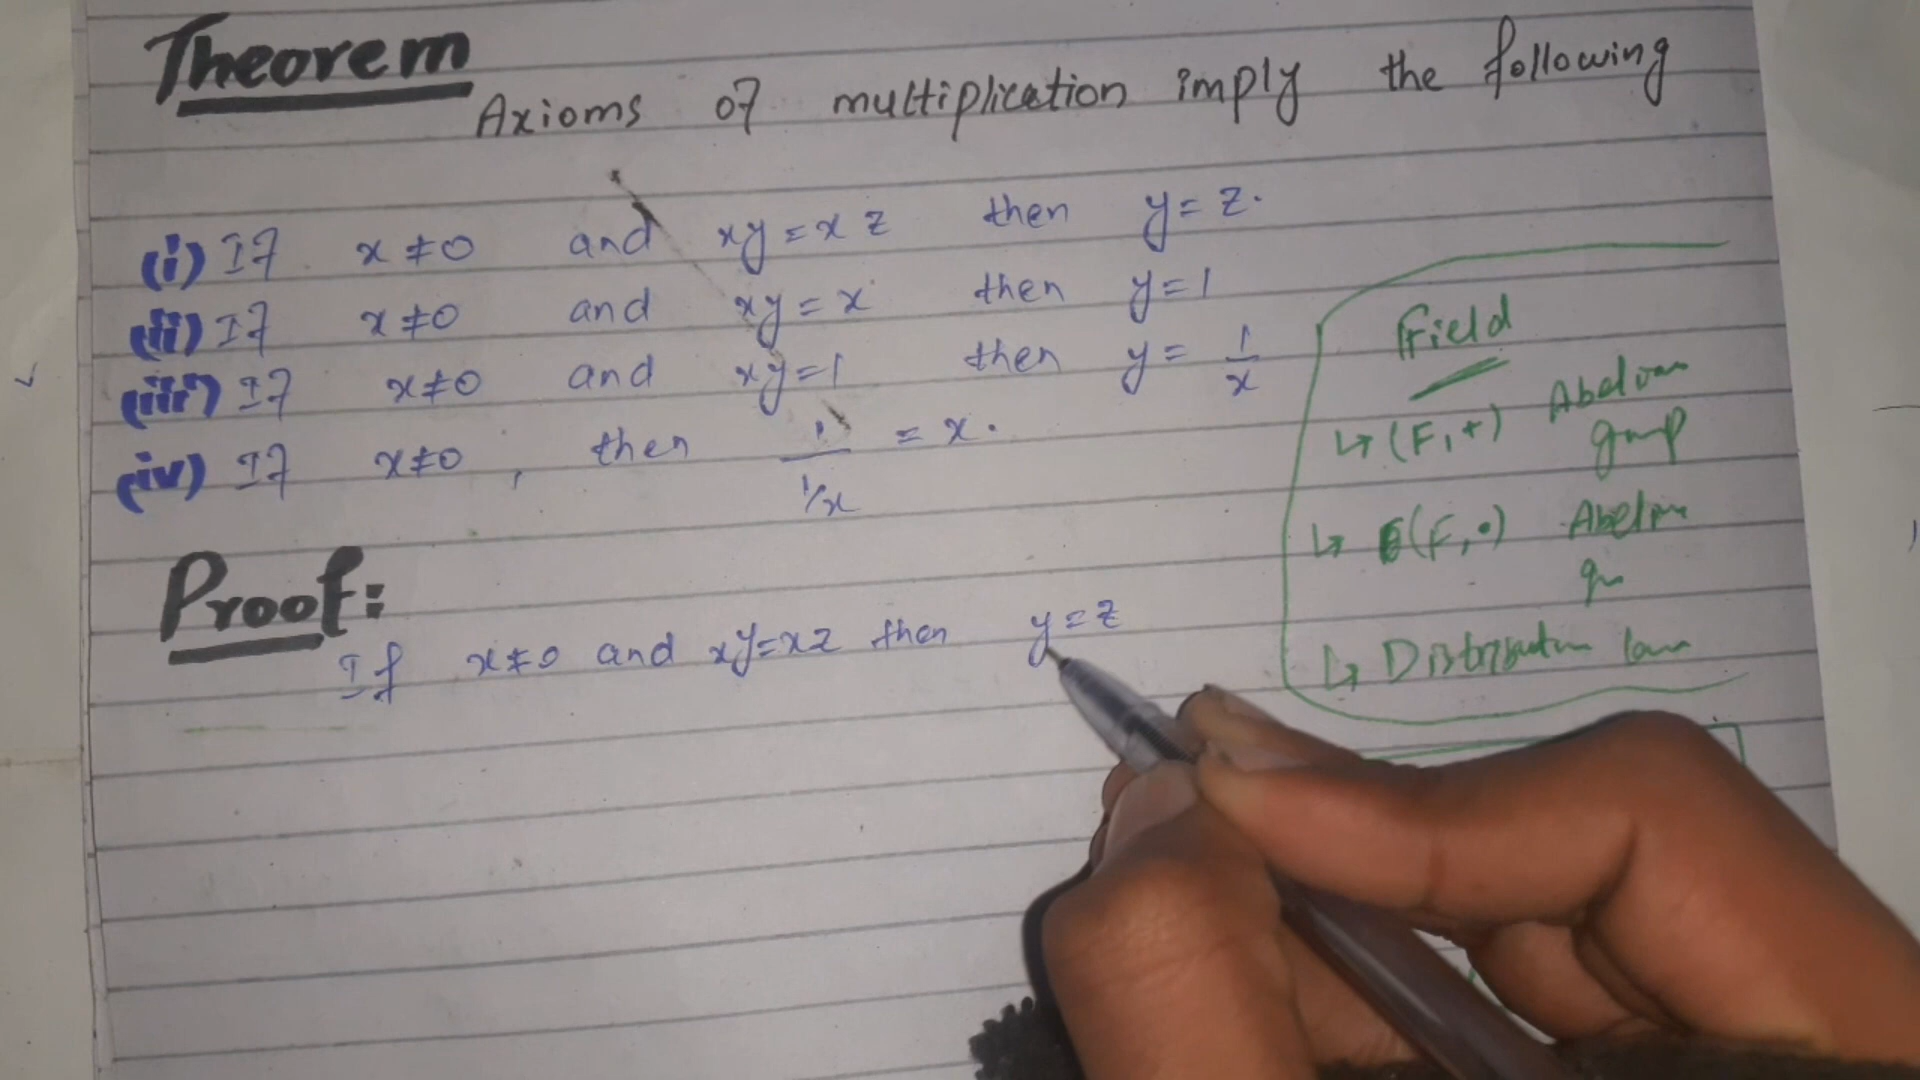 Theorem
Axioms of multiplication imply the following
(i) If x≠0 and xy=xz then y=z.
(ii) If x≠0 and xy=x then y=1
(iii) If x≠0 and xy=1 then y=1/x
(iv) If x≠0, then 1/(1/x) = x.
Proof:
If x≠0 and xy=xz then y=z
Field
↳ (F,+) Abelian
group
↳ (F,•) Abelian
↳ Distribution law